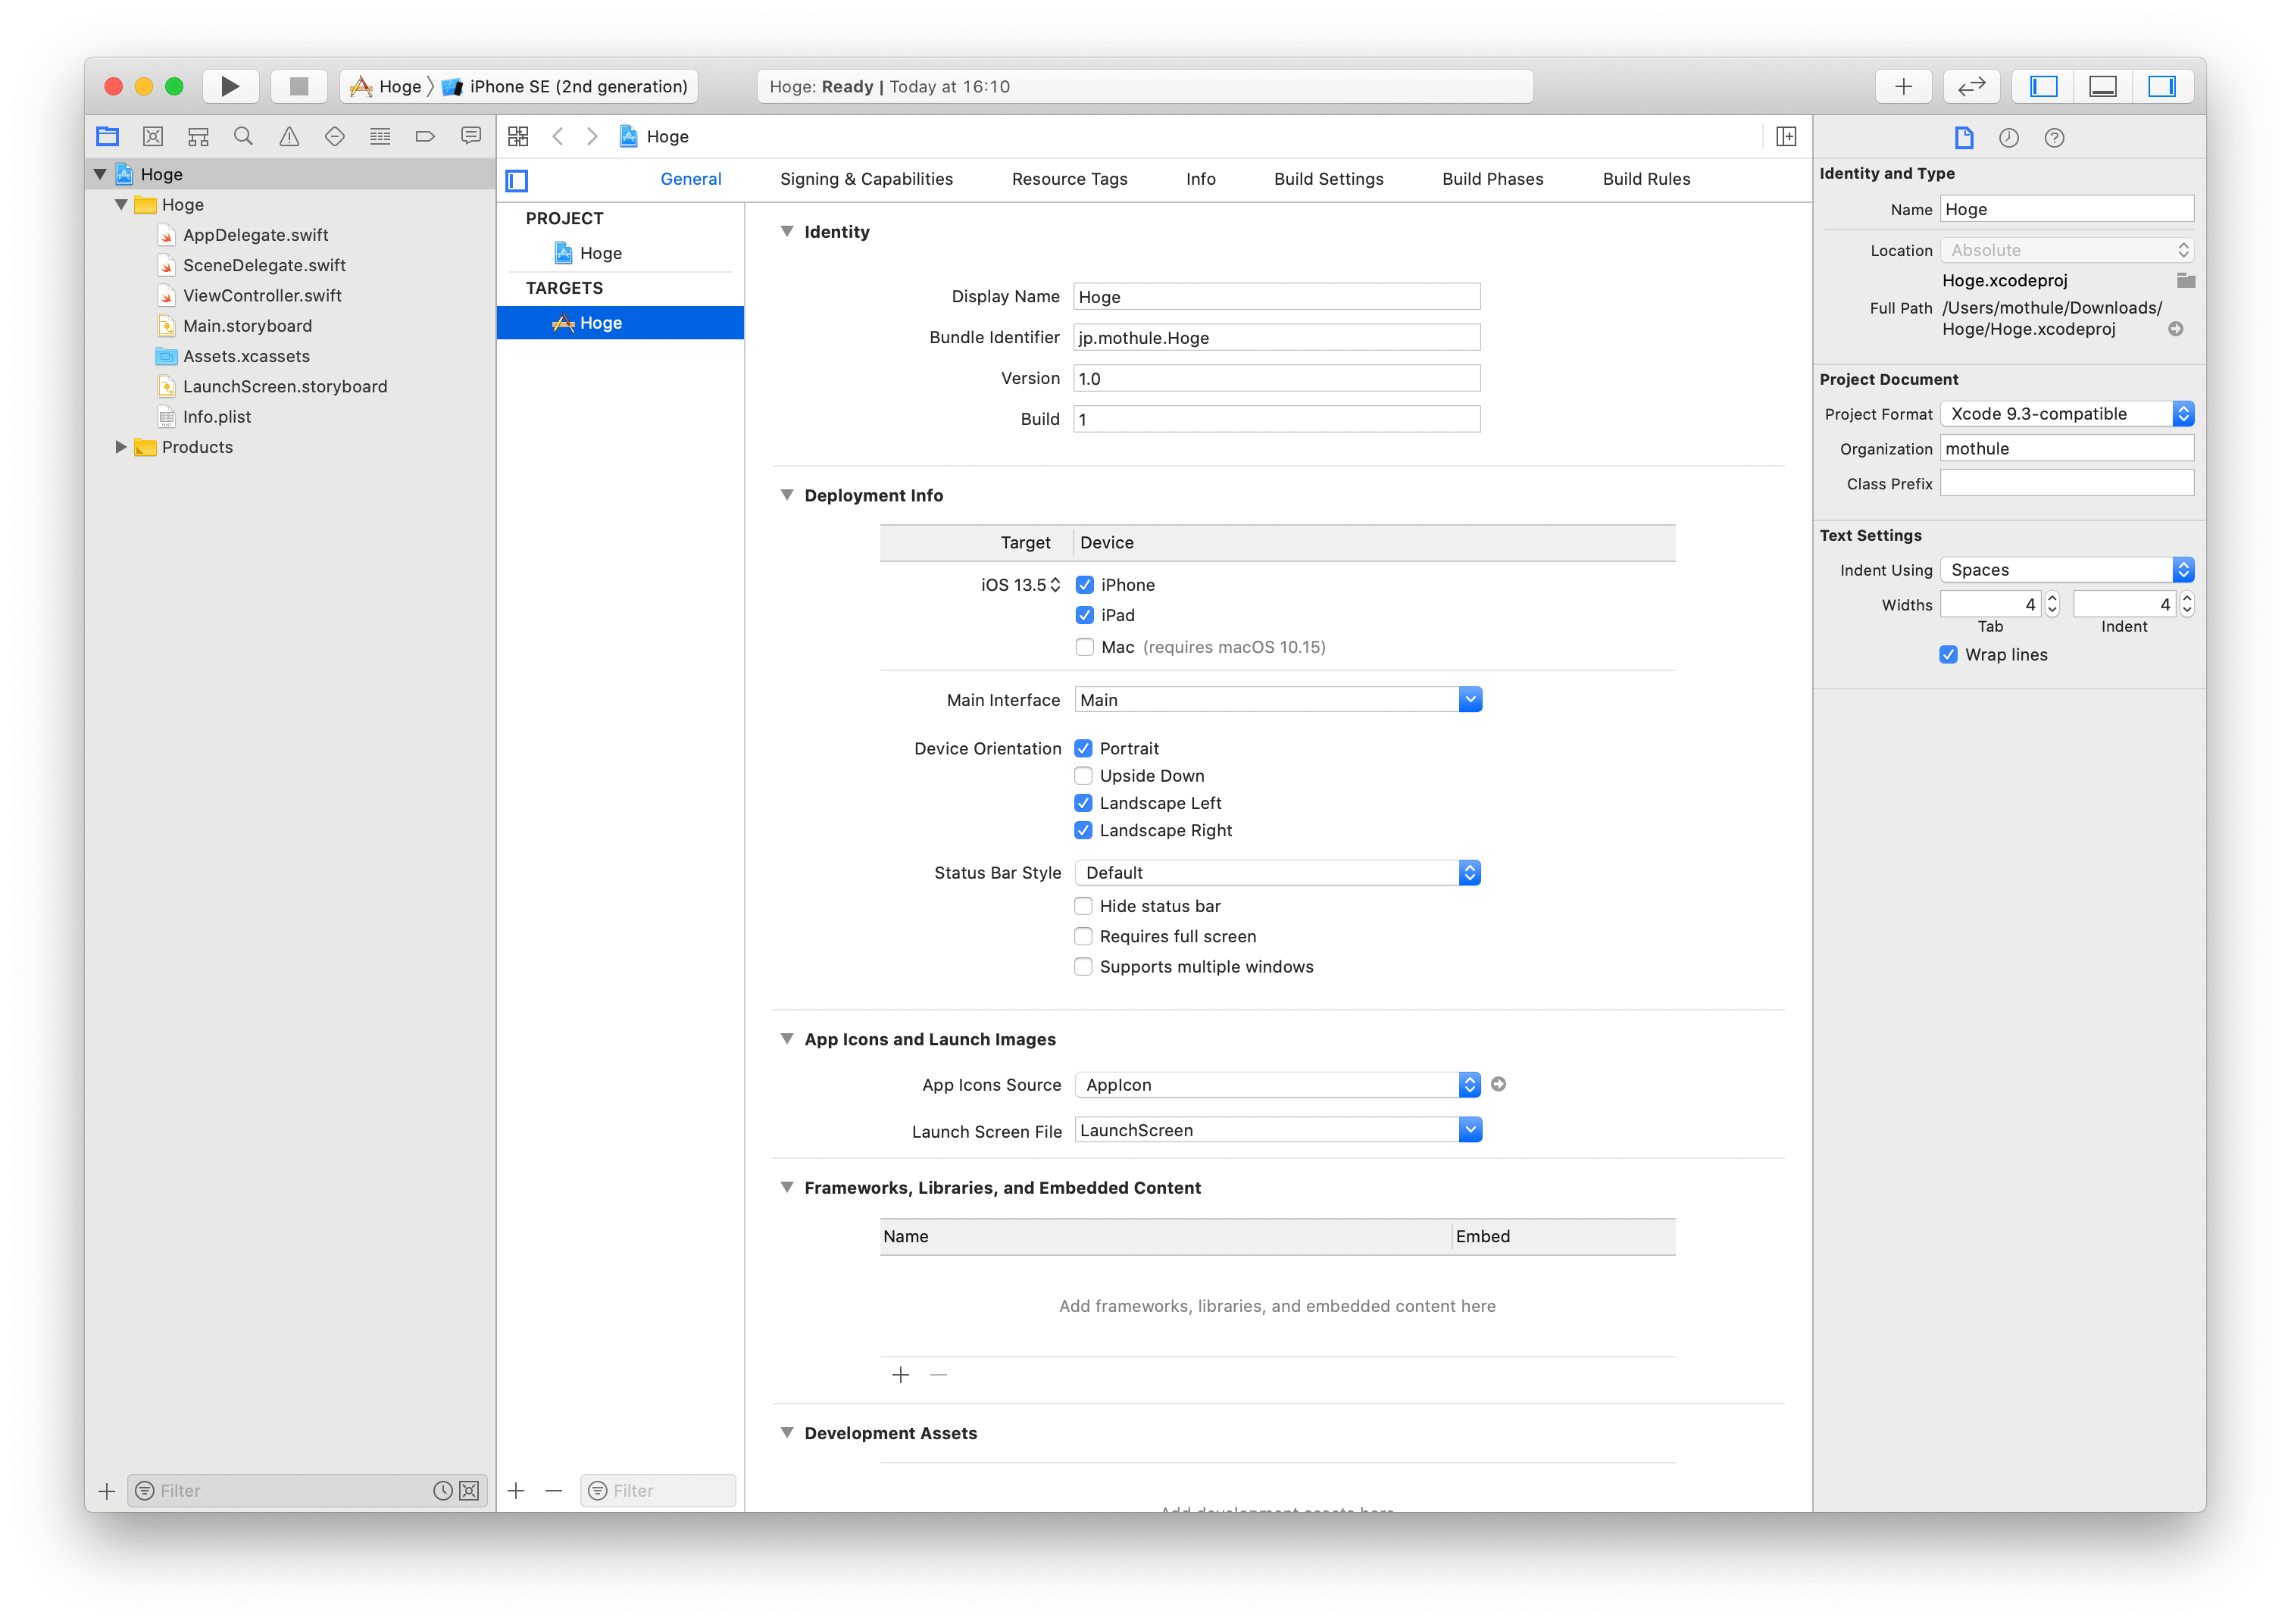 Hoge
iPhone SE (2nd generation)
Hoge: Ready | Today at 16:10
Hoge
Hoge
AppDelegate.swift
SceneDelegate.swift
ViewController.swift
Main.storyboard
Assets.xcassets
LaunchScreen.storyboard
Info.plist
Products
Filter
Hoge
General
Signing & Capabilities
Resource Tags
Info
Build Settings
Build Phases
Build Rules
PROJECT
Hoge
TARGETS
Hoge
Filter
Identity
Display Name Hoge
Bundle Identifier jp.mothule.Hoge
Version 1.0
Build 1
Deployment Info
Target Device
iOS 13.5 iPhone
iPad
Mac (requires macOS 10.15)
Main Interface Main
Device Orientation Portrait
Upside Down
Landscape Left
Landscape Right
Status Bar Style Default
Hide status bar
Requires full screen
Supports multiple windows
App Icons and Launch Images
App Icons Source AppIcon
Launch Screen File LaunchScreen
Frameworks, Libraries, and Embedded Content
Name Embed
Add frameworks, libraries, and embedded content here
Development Assets
Add development assets here
Identity and Type
Name Hoge
Location Absolute
Hoge.xcodeproj
Full Path /Users/mothule/Downloads/
Hoge/Hoge.xcodeproj
Project Document
Project Format Xcode 9.3-compatible
Organization mothule
Class Prefix
Text Settings
Indent Using Spaces
Widths 4 4
Tab Indent
Wrap lines